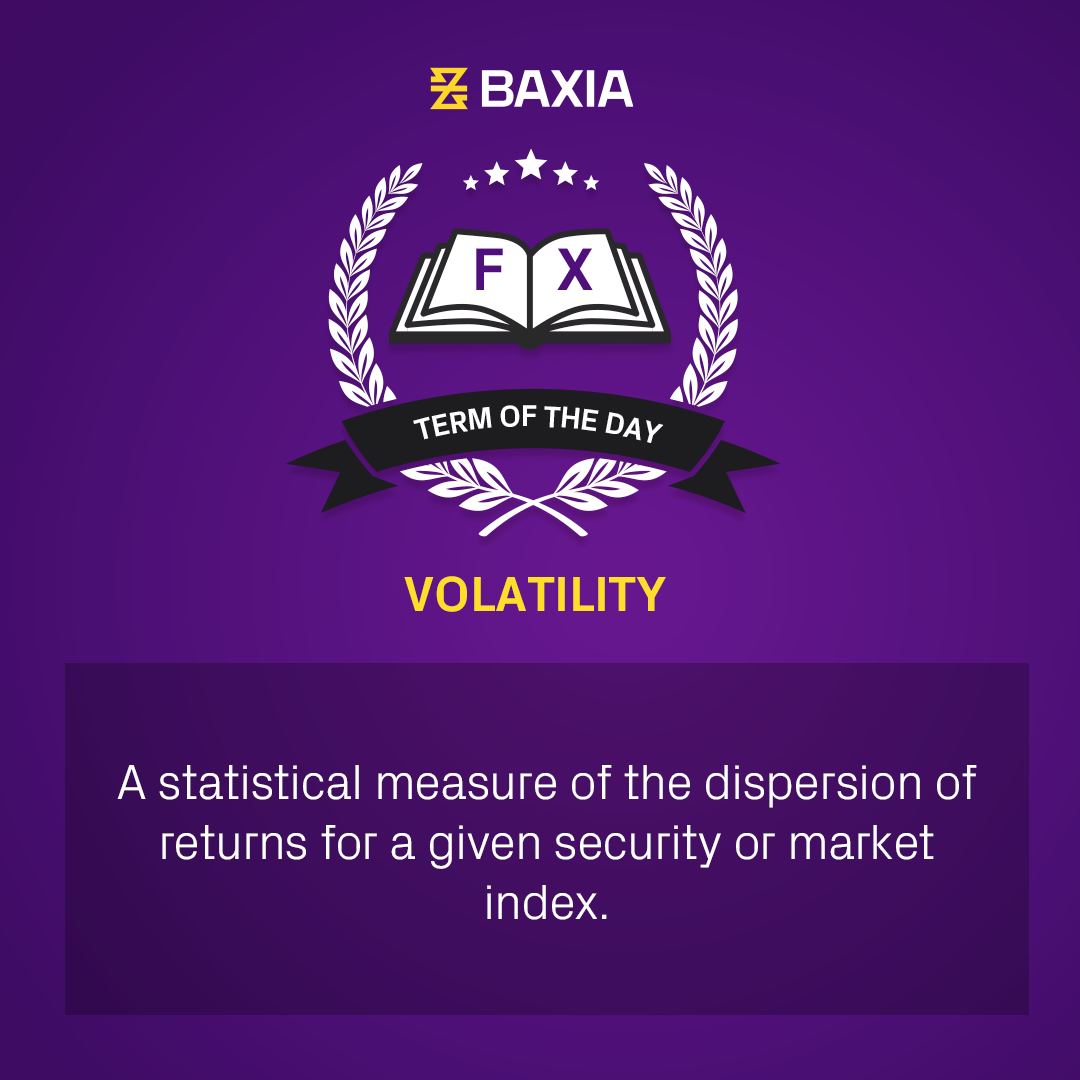 BAXIA
F X
TERM OF THE DAY
VOLATILITY
A statistical measure of the dispersion of
returns for a given security or market
index.